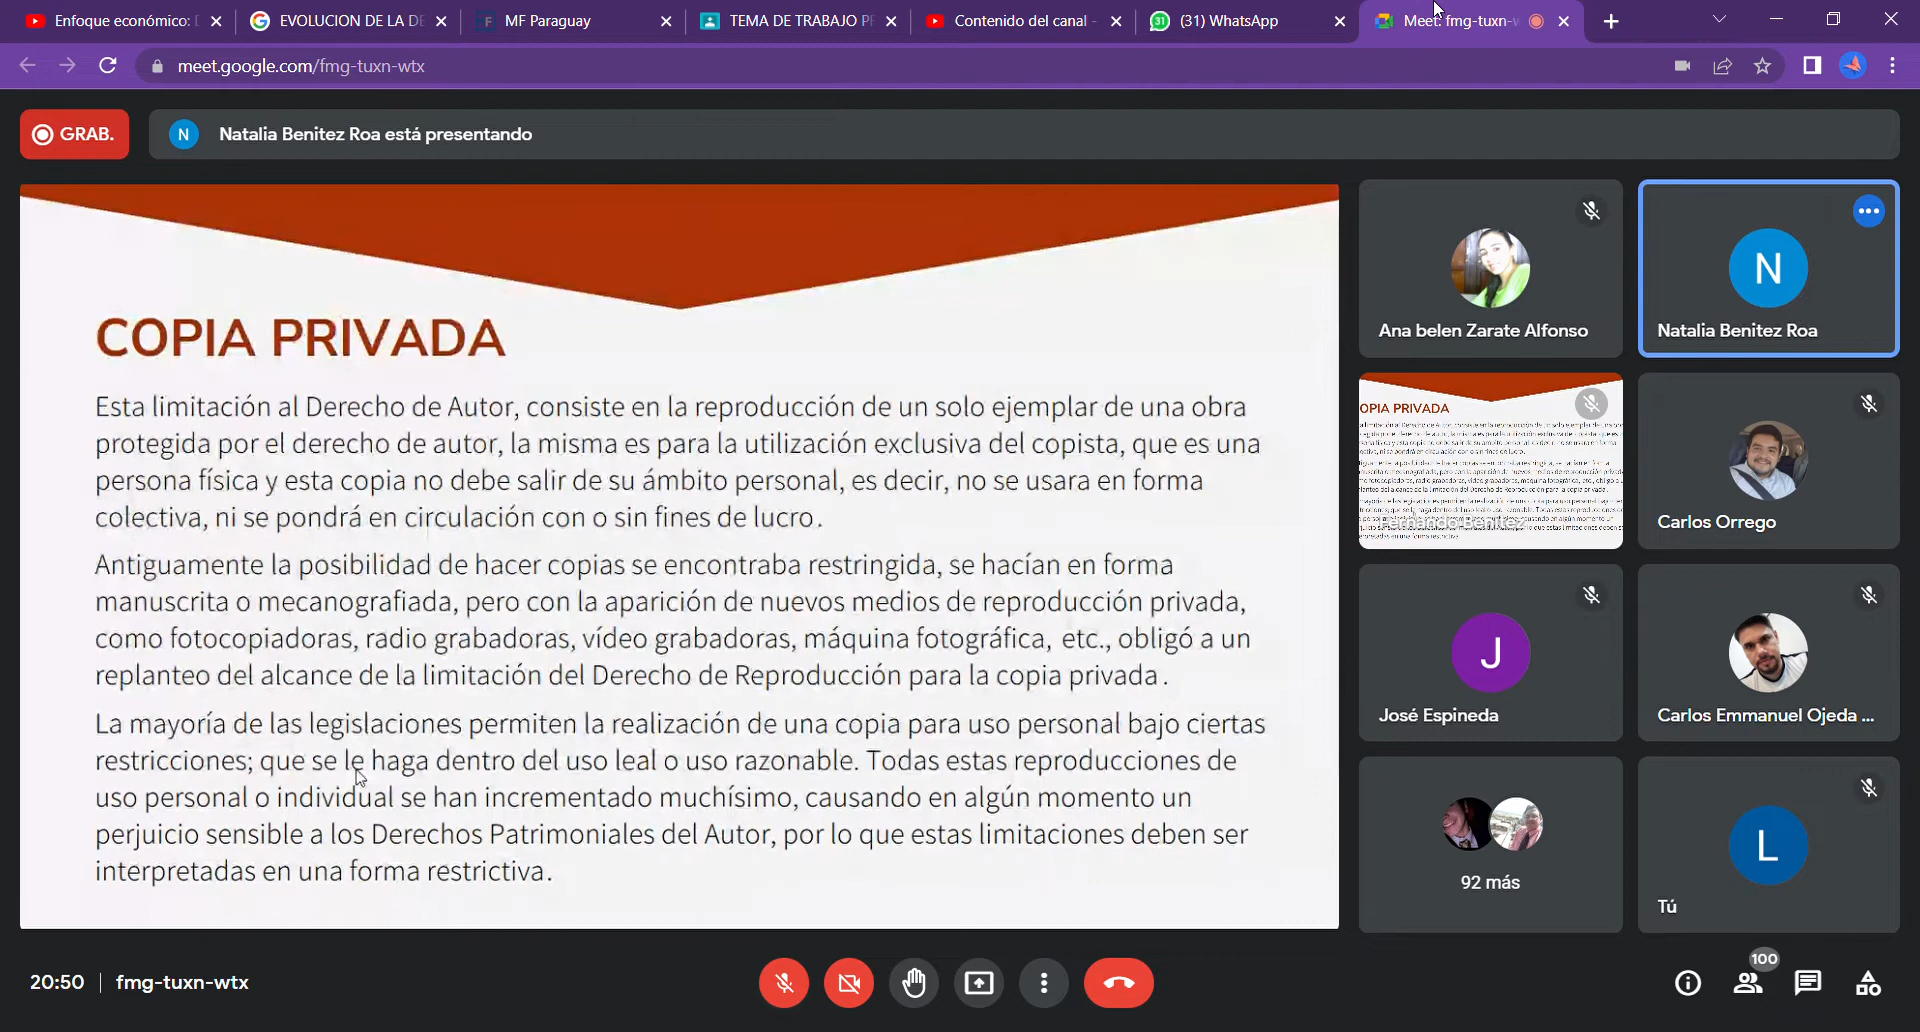 Enfoque económico:
EVOLUCION DE LA DE
MF Paraguay
TEMA DE TRABAJO
Contenido del canal -
31
(31) WhatsApp
Meet: fmg-tuxn-w
meet.google.com/fmg-tuxn-wtx
GRAB.
N
Natalia Benitez Roa está presentando
COPIA PRIVADA
Esta limitación al Derecho de Autor, consiste en la reproducción de un solo ejemplar de una obra
protegida por el derecho de autor, la misma es para la utilización exclusiva del copista, que es una
persona física y esta copia no debe salir de su ámbito personal, es decir, no se usara en forma
colectiva, ni se pondrá en circulación con o sin fines de lucro.
Antiguamente la posibilidad de hacer copias se encontraba restringida, se hacían en forma
manuscrita o mecanografiada, pero con la aparición de nuevos medios de reproducción privada,
como fotocopiadoras, radio grabadoras, vídeo grabadoras, máquina fotográfica, etc., obligó a un
replanteo del alcance de la limitación del Derecho de Reproducción para la copia privada.
La mayoría de las legislaciones permiten la realización de una copia para uso personal bajo ciertas
restricciones; que se le haga dentro del uso leal o uso razonable. Todas estas reproducciones de
uso personal o individual se han incrementado muchísimo, causando en algún momento un
perjuicio sensible a los Derechos Patrimoniales del Autor, por lo que estas limitaciones deben ser
interpretadas en una forma restrictiva.
Ana belen Zarate Alfonso
N
Natalia Benitez Roa
OPIA PRIVADA
Fernando Benitez
Carlos Orrego
J
José Espineda
Carlos Emmanuel Ojeda ...
92 más
L
Tú
20:50
fmg-tuxn-wtx
100